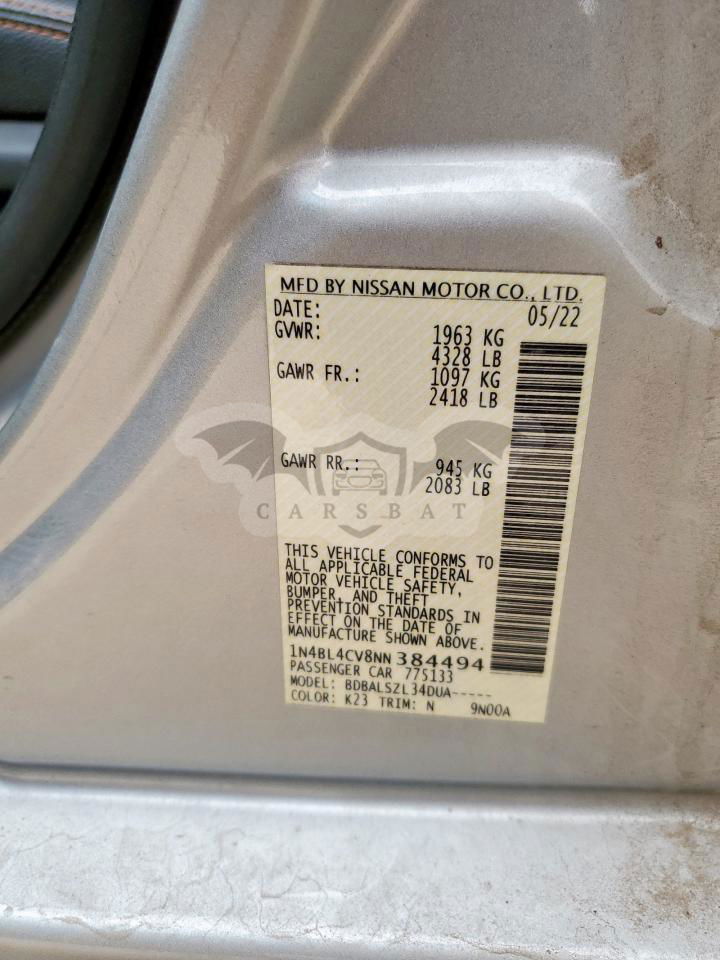 MFD BY NISSAN MOTOR CO., LTD.
DATE: 05/22
GVWR: 1963 KG
4328 LB
GAWR FR.: 1097 KG
2418 LB
GAWR RR.: 945 KG
2083 LB
CARSBAT
THIS VEHICLE CONFORMS TO
ALL APPLICABLE FEDERAL
MOTOR VEHICLE SAFETY,
BUMPER, AND THEFT
PREVENTION STANDARDS IN
EFFECT ON THE DATE OF
MANUFACTURE SHOWN ABOVE.
1N4BL4CV8NN384494
PASSENGER CAR 775133
MODEL: BDBALSZL34DUA-----
COLOR: K23 TRIM: N 9N00A